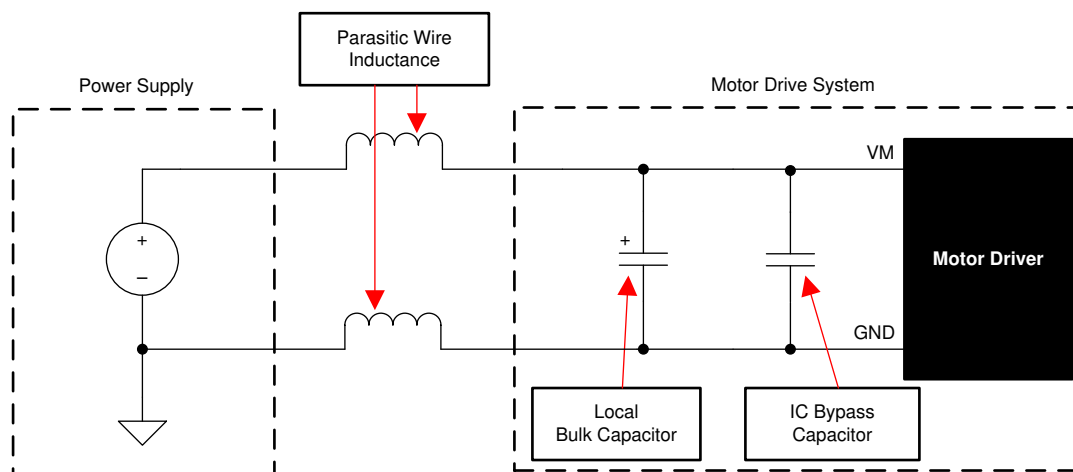 Parasitic Wire
Inductance
Power Supply
Motor Drive System
VM
+
–
+
Motor Driver
GND
Local
Bulk Capacitor
IC Bypass
Capacitor